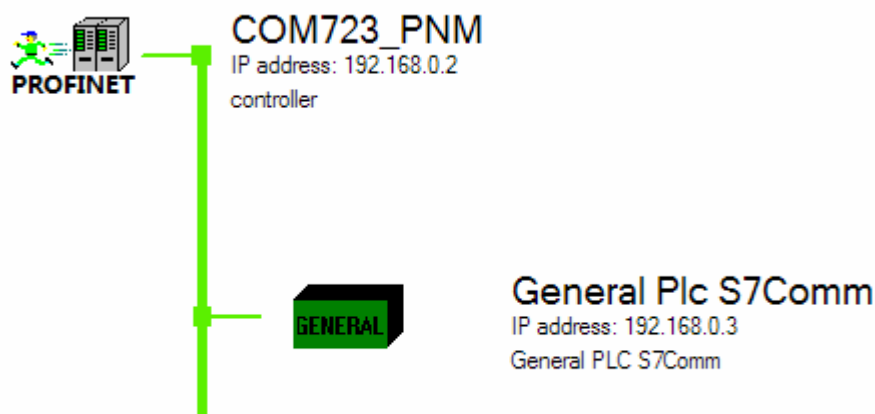 COM723_PNM
IP address: 192.168.0.2
controller
PROFINET
GENERAL
General Plc S7Comm
IP address: 192.168.0.3
General PLC S7Comm